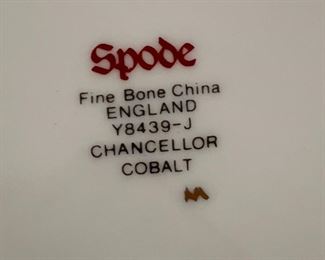 Spode
Fine Bone China
ENGLAND
Y8439-J
CHANCELLOR
COBALT